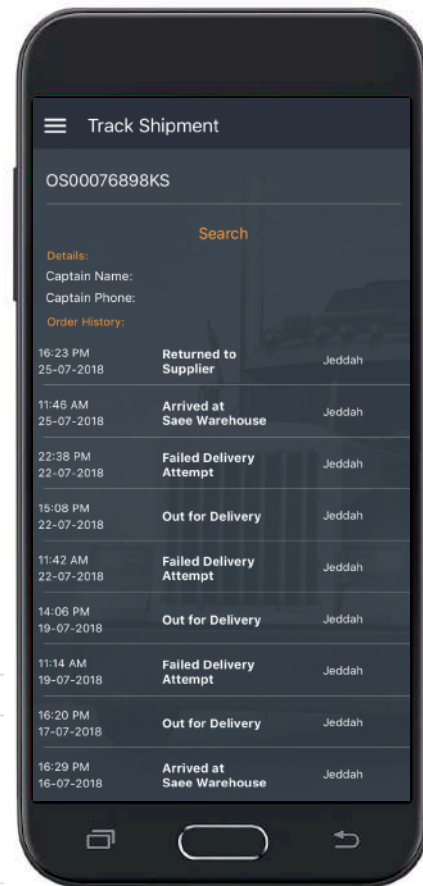 Track Shipment
OS00076898KS
Search
Details:
Captain Name:
Captain Phone:
Order History:
16:23 PM
25-07-2018
Returned to
Supplier
Jeddah
11:46 AM
25-07-2018
Arrived at
Saee Warehouse
Jeddah
22:38 PM
22-07-2018
Failed Delivery
Attempt
Jeddah
15:08 PM
22-07-2018
Out for Delivery
Jeddah
11:42 AM
22-07-2018
Failed Delivery
Attempt
Jeddah
14:06 PM
19-07-2018
Out for Delivery
Jeddah
11:14 AM
19-07-2018
Failed Delivery
Attempt
Jeddah
16:20 PM
17-07-2018
Out for Delivery
Jeddah
16:29 PM
16-07-2018
Arrived at
Saee Warehouse
Jeddah